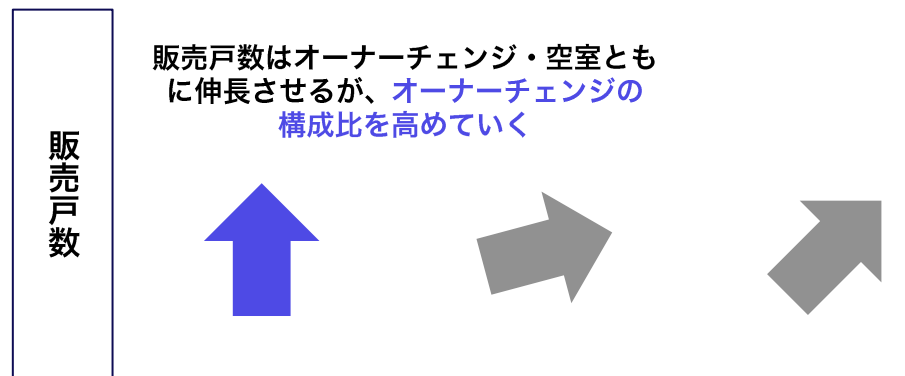 販売戸数
販売戸数はオーナーチェンジ・空室とも
に伸長させるが、オーナーチェンジの
構成比を高めていく